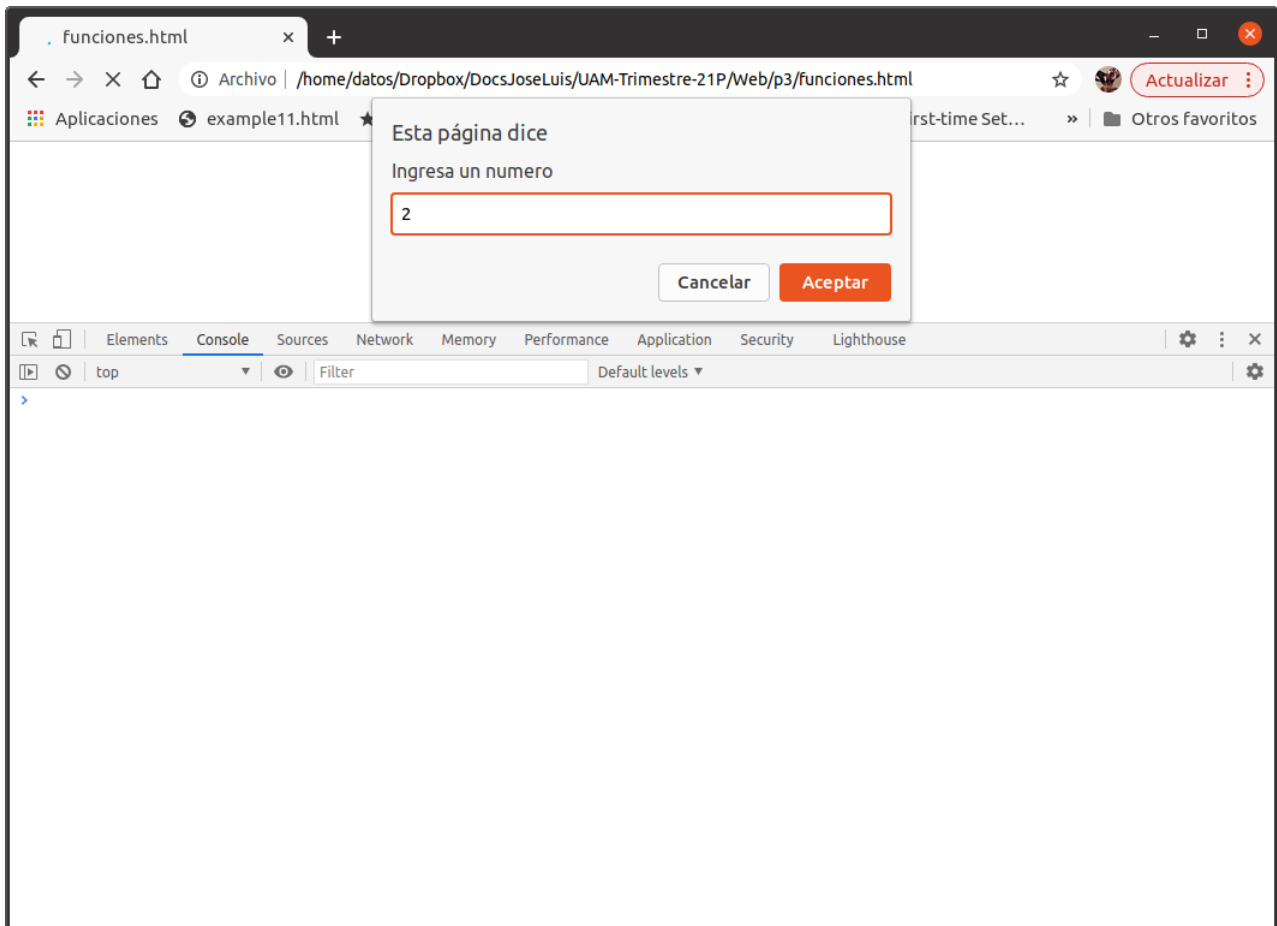 funciones.html
Archivo | /home/datos/Dropbox/DocsJoseLuis/UAM-Trimestre-21P/Web/p3/funciones.html
Actualizar
Aplicaciones example11.html irst-time Set... » Otros favoritos
Esta página dice
Ingresa un numero
2
Cancelar Aceptar
Elements Console Sources Network Memory Performance Application Security Lighthouse
top Filter Default levels